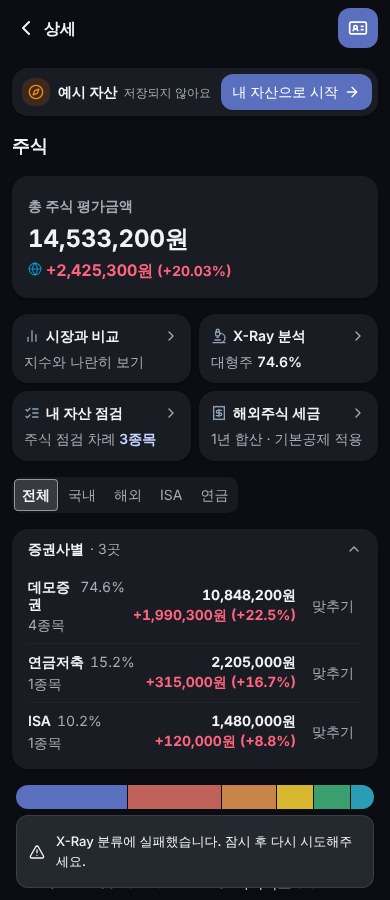 상세
예시 자산 저장되지 않아요 내 자산으로 시작 →
주식
총 주식 평가금액
14,533,200원
+2,425,300원 (+20.03%)
시장과 비교
지수와 나란히 보기
X-Ray 분석
대형주 74.6%
내 자산 점검
주식 점검 차례 3종목
해외주식 세금
1년 합산 · 기본공제 적용
전체 국내 해외 ISA 연금
증권사별 · 3곳
데모증권 74.6%
4종목
10,848,200원
+1,990,300원 (+22.5%)
맞추기
연금저축 15.2%
1종목
2,205,000원
+315,000원 (+16.7%)
맞추기
ISA 10.2%
1종목
1,480,000원
+120,000원 (+8.8%)
맞추기
X-Ray 분류에 실패했습니다. 잠시 후 다시 시도해주
세요.